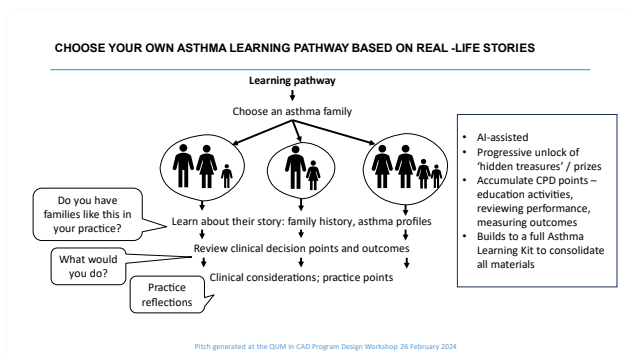 CHOOSE YOUR OWN ASTHMA LEARNING PATHWAY BASED ON REAL -LIFE STORIES
Learning pathway
Choose an asthma family
Do you have
families like this in
your practice?
Learn about their story: family history, asthma profiles
What would
you do?
Review clinical decision points and outcomes
Practice
reflections
Clinical considerations; practice points
• AI-assisted
• Progressive unlock of
‘hidden treasures’ / prizes
• Accumulate CPD points –
education activities,
reviewing performance,
measuring outcomes
• Builds to a full Asthma
Learning Kit to consolidate
all materials
Pitch generated at the QUM in CAD Program Design Workshop 26 February 2024